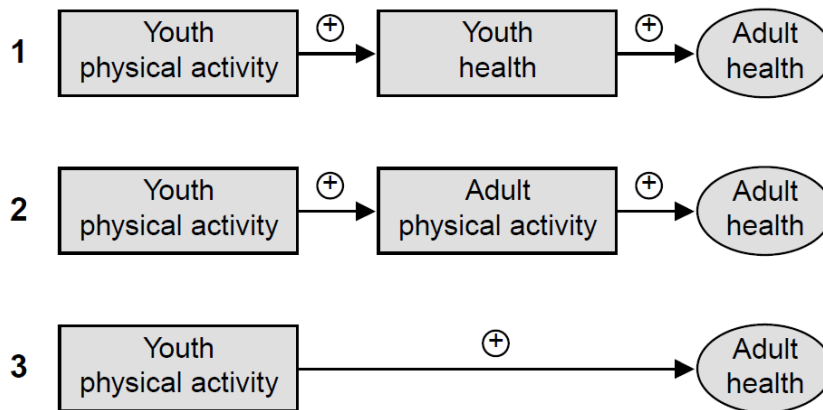 1
Youth
physical activity
+
Youth
health
+
Adult
health
2
Youth
physical activity
+
Adult
physical activity
+
Adult
health
3
Youth
physical activity
+
Adult
health